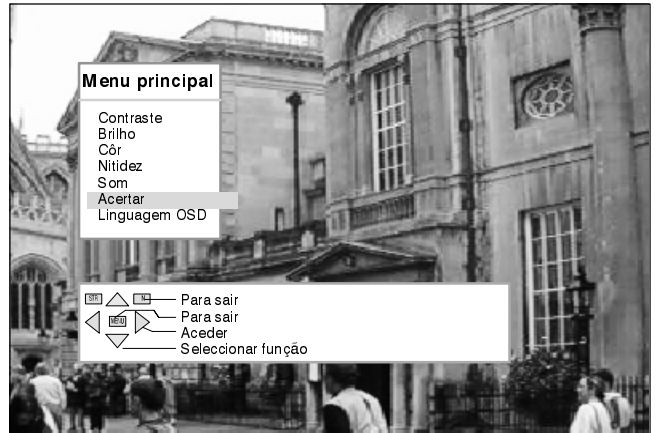 Menu principal
Contraste
Brilho
Côr
Nitidez
Som
Acertar
Linguagem OSD
STR
N
Para sair
MENU
Para sair
Aceder
Seleccionar função